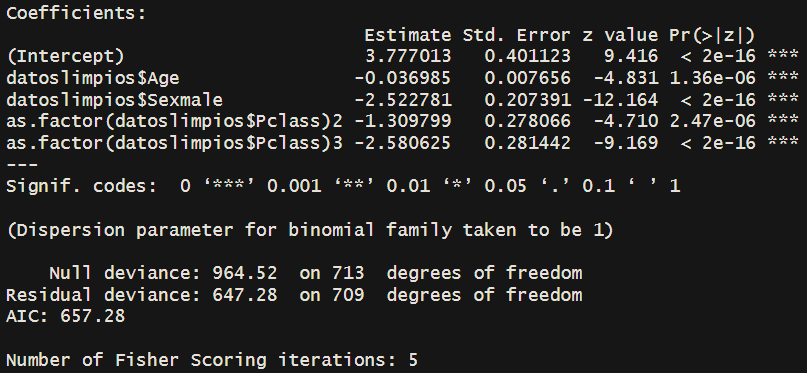 Coefficients:
                               Estimate Std. Error z value Pr(>|z|)
(Intercept)                    3.777013   0.401123   9.416  < 2e-16 ***
datoslimpios$Age              -0.036985   0.007656  -4.831 1.36e-06 ***
datoslimpios$Sexmale          -2.522781   0.207391 -12.164  < 2e-16 ***
as.factor(datoslimpios$Pclass)2 -1.309799   0.278066  -4.710 2.47e-06 ***
as.factor(datoslimpios$Pclass)3 -2.580625   0.281442  -9.169  < 2e-16 ***
---
Signif. codes:  0 ‘***’ 0.001 ‘**’ 0.01 ‘*’ 0.05 ‘.’ 0.1 ‘ ’ 1
(Dispersion parameter for binomial family taken to be 1)
    Null deviance: 964.52  on 713  degrees of freedom
Residual deviance: 647.28  on 709  degrees of freedom
AIC: 657.28
Number of Fisher Scoring iterations: 5